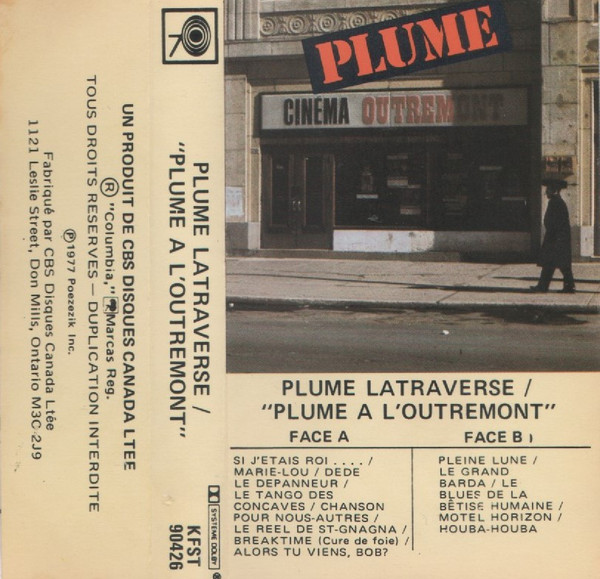 PLUME
CINÉMA OUTREMONT
PLUME LATRAVERSE /
"PLUME A L'OUTREMONT"
FACE A
SI J'ETAIS ROI . . . . /
MARIE-LOU / DEDE
LE DEPANNEUR /
LE TANGO DES
CONCAVES / CHANSON
POUR NOUS-AUTRES /
LE REEL DE ST-GNAGNA /
BREAKTIME (Cure de foie) /
ALORS TU VIENS, BOB?
FACE B
PLEINE LUNE /
LE GRAND
BARDA / LE
BLUES DE LA
BÊTISE HUMAINE /
MOTEL HORIZON /
HOUBA-HOUBA
PLUME LATRAVERSE /
"PLUME A L'OUTREMONT"
SYSTEME DOLBY
KFST
90426
UN PRODUIT DE CBS DISQUES CANADA LTEE
® "Columbia," Marcas Reg.
TOUS DROITS RESERVES — DUPLICATION INTERDITE
℗1977 Poezezik Inc.
Fabriqué par CBS Disques Canada Ltée
1121 Leslie Street, Don Mills, Ontario M3C 2J9